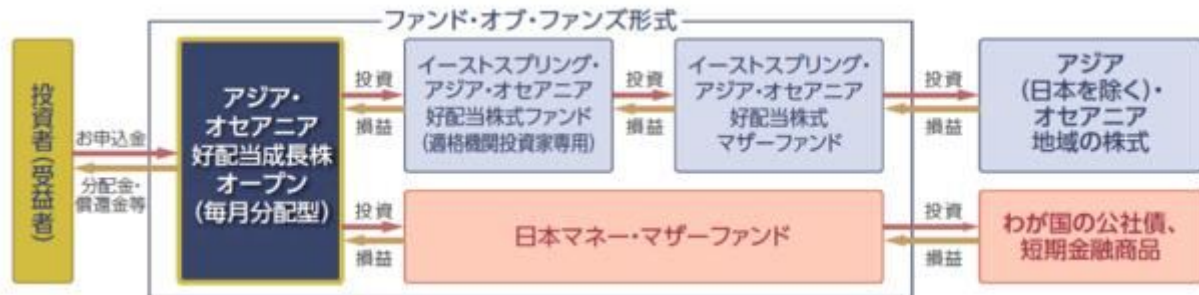 ファンド・オブ・ファンズ形式
投資者(受益者)
お申込金
分配金・
償還金等
アジア・
オセアニア
好配当成長株
オープン
(毎月分配型)
投資
損益
イーストスプリング・
アジア・オセアニア
好配当株式ファンド
(適格機関投資家専用)
投資
損益
イーストスプリング・
アジア・オセアニア
好配当株式
マザーファンド
投資
損益
アジア
(日本を除く)・
オセアニア
地域の株式
投資
損益
日本マネー・マザーファンド
投資
損益
わが国の公社債、
短期金融商品